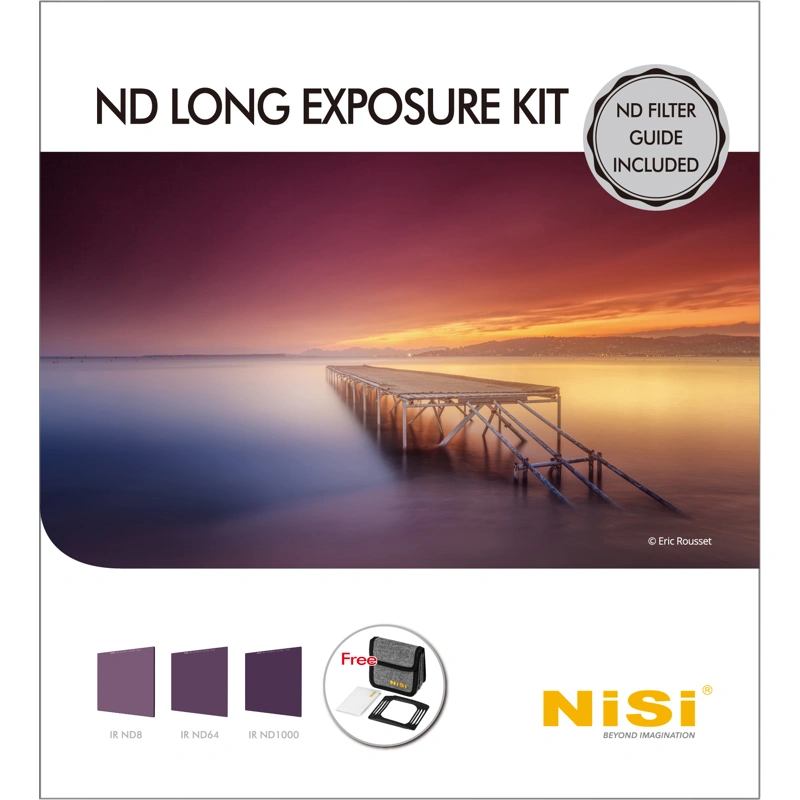 ND LONG EXPOSURE KIT
ND FILTER
GUIDE
INCLUDED
© Eric Rousset
Free
NiSi
IR ND8
IR ND64
IR ND1000
NiSi®
BEYOND IMAGINATION